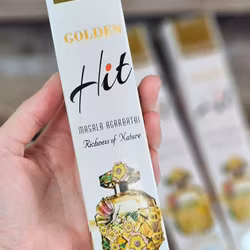 GOLDEN
Hit
MASALA AGARBATHI
Richness of Nature